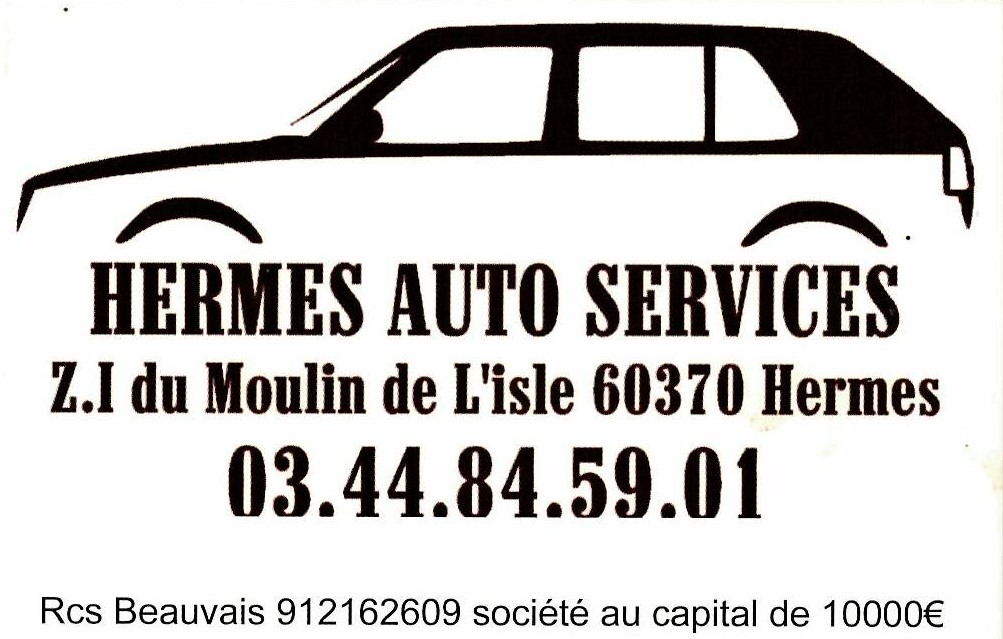 HERMES AUTO SERVICES
Z.I du Moulin de L'isle 60370 Hermes
03.44.84.59.01
Rcs Beauvais 912162609 société au capital de 10000€